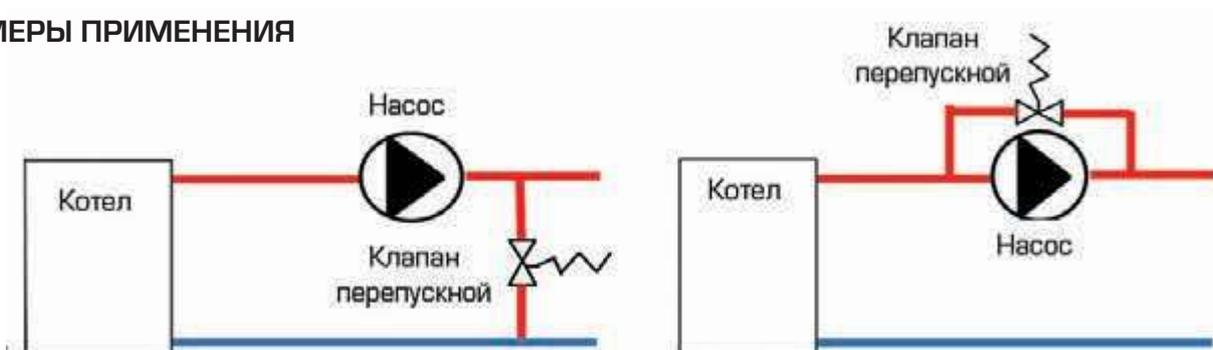 МЕРЫ ПРИМЕНЕНИЯ
Насос
Котел
Клапан
перепускной
Клапан
перепускной
Котел
Насос